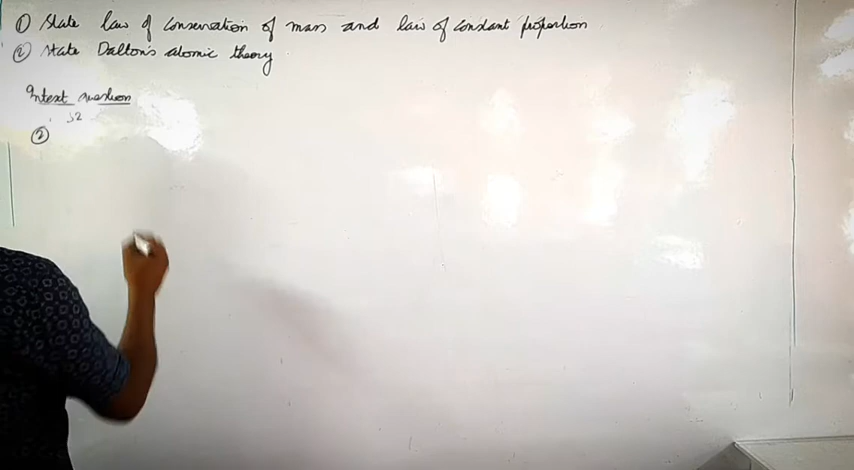 ① State law of conservation of mass and law of constant proportion
② State Dalton's atomic theory
Intext question
32
②